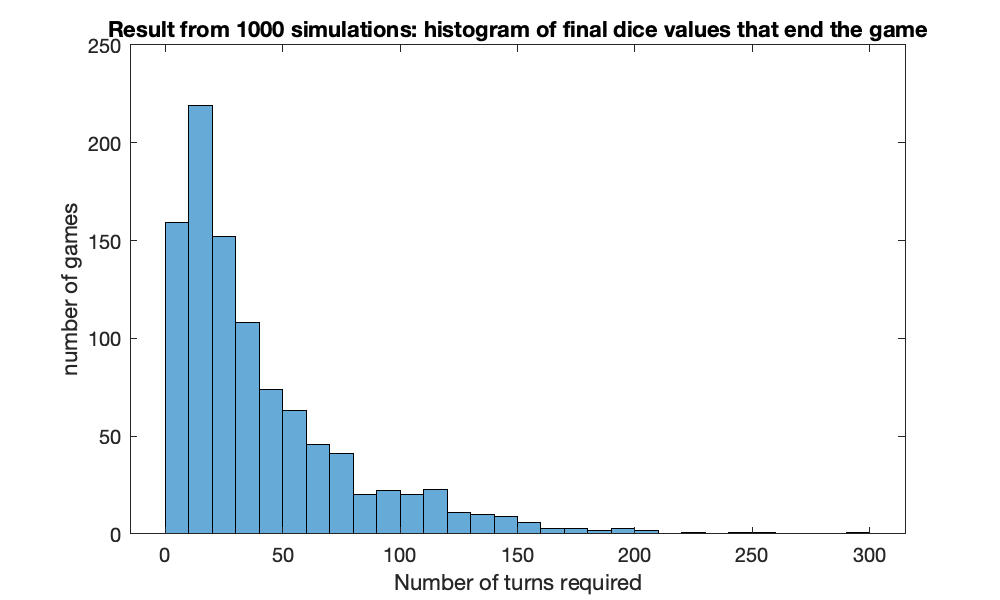 Result from 1000 simulations: histogram of final dice values that end the game
250
200
150
100
50
0
number of games
0 50 100 150 200 250 300
Number of turns required